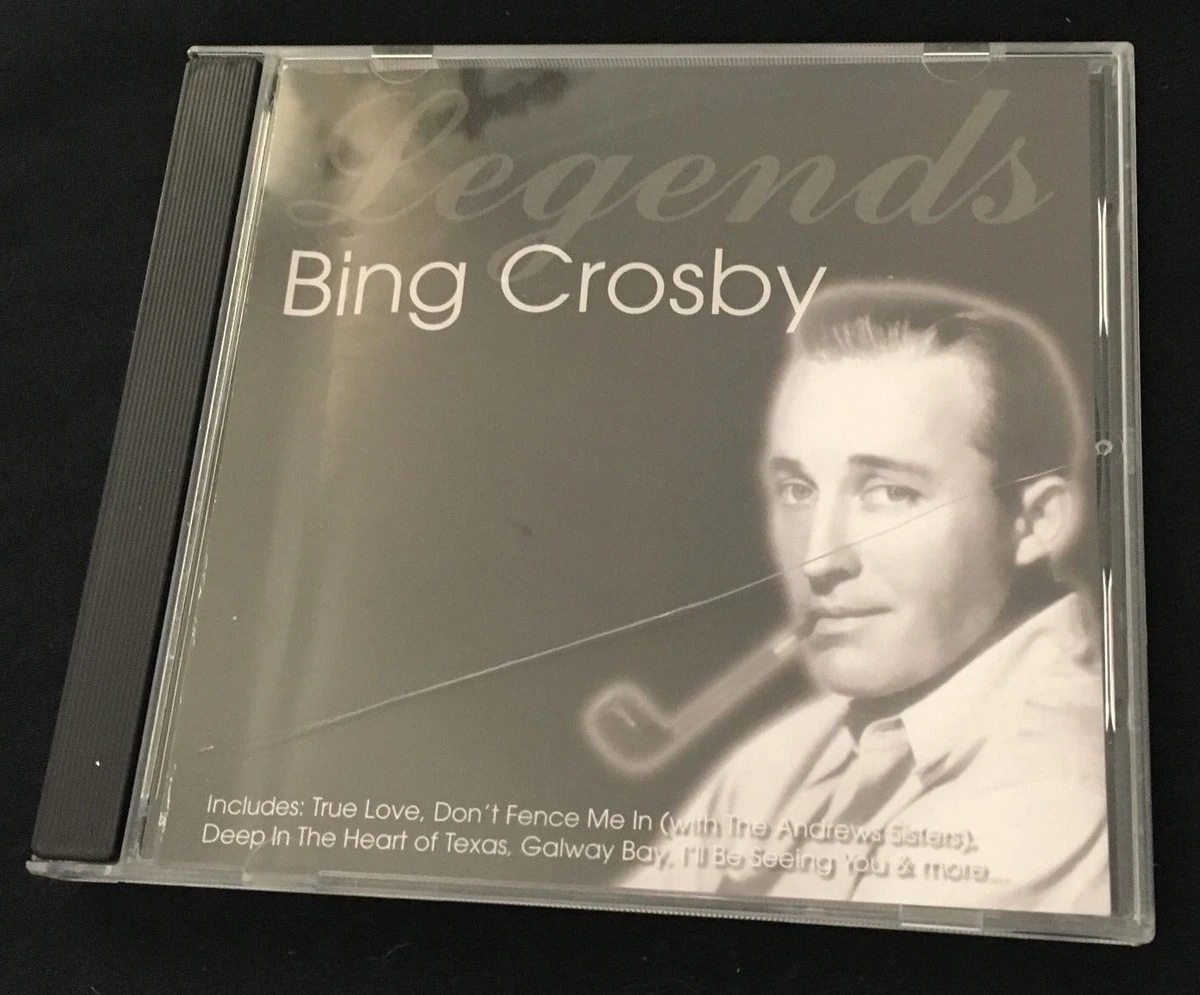 Legends
Bing Crosby
Includes: True Love, Don't Fence Me In (with The Andrews Sisters),
Deep In The Heart of Texas, Galway Bay, I'll Be Seeing You & more...